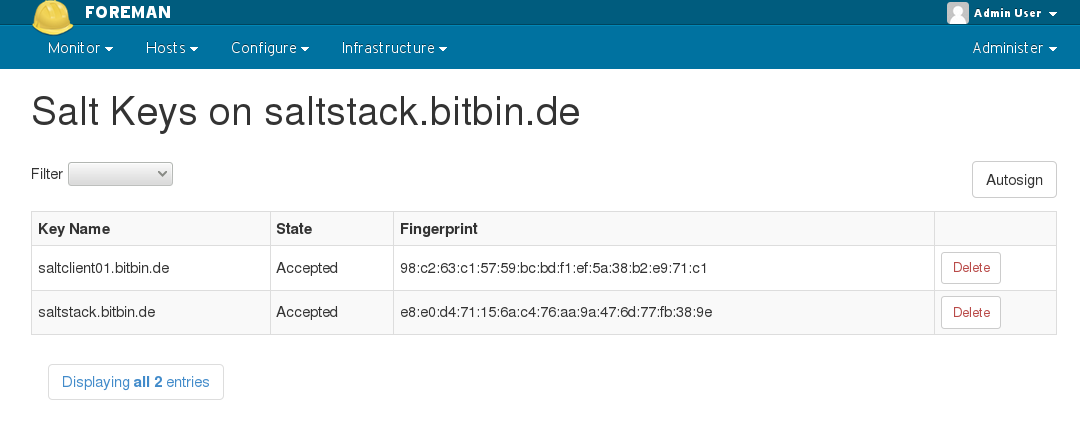 FOREMAN Admin User
Monitor Hosts Configure Infrastructure Administer
Salt Keys on saltstack.bitbin.de
Filter Autosign
Key Name State Fingerprint
saltclient01.bitbin.de Accepted 98:c2:63:c1:57:59:bc:bd:f1:ef:5a:38:b2:e9:71:c1 Delete
saltstack.bitbin.de Accepted e8:e0:d4:71:15:6a:c4:76:aa:9a:47:6d:77:fb:38:9e Delete
Displaying all 2 entries